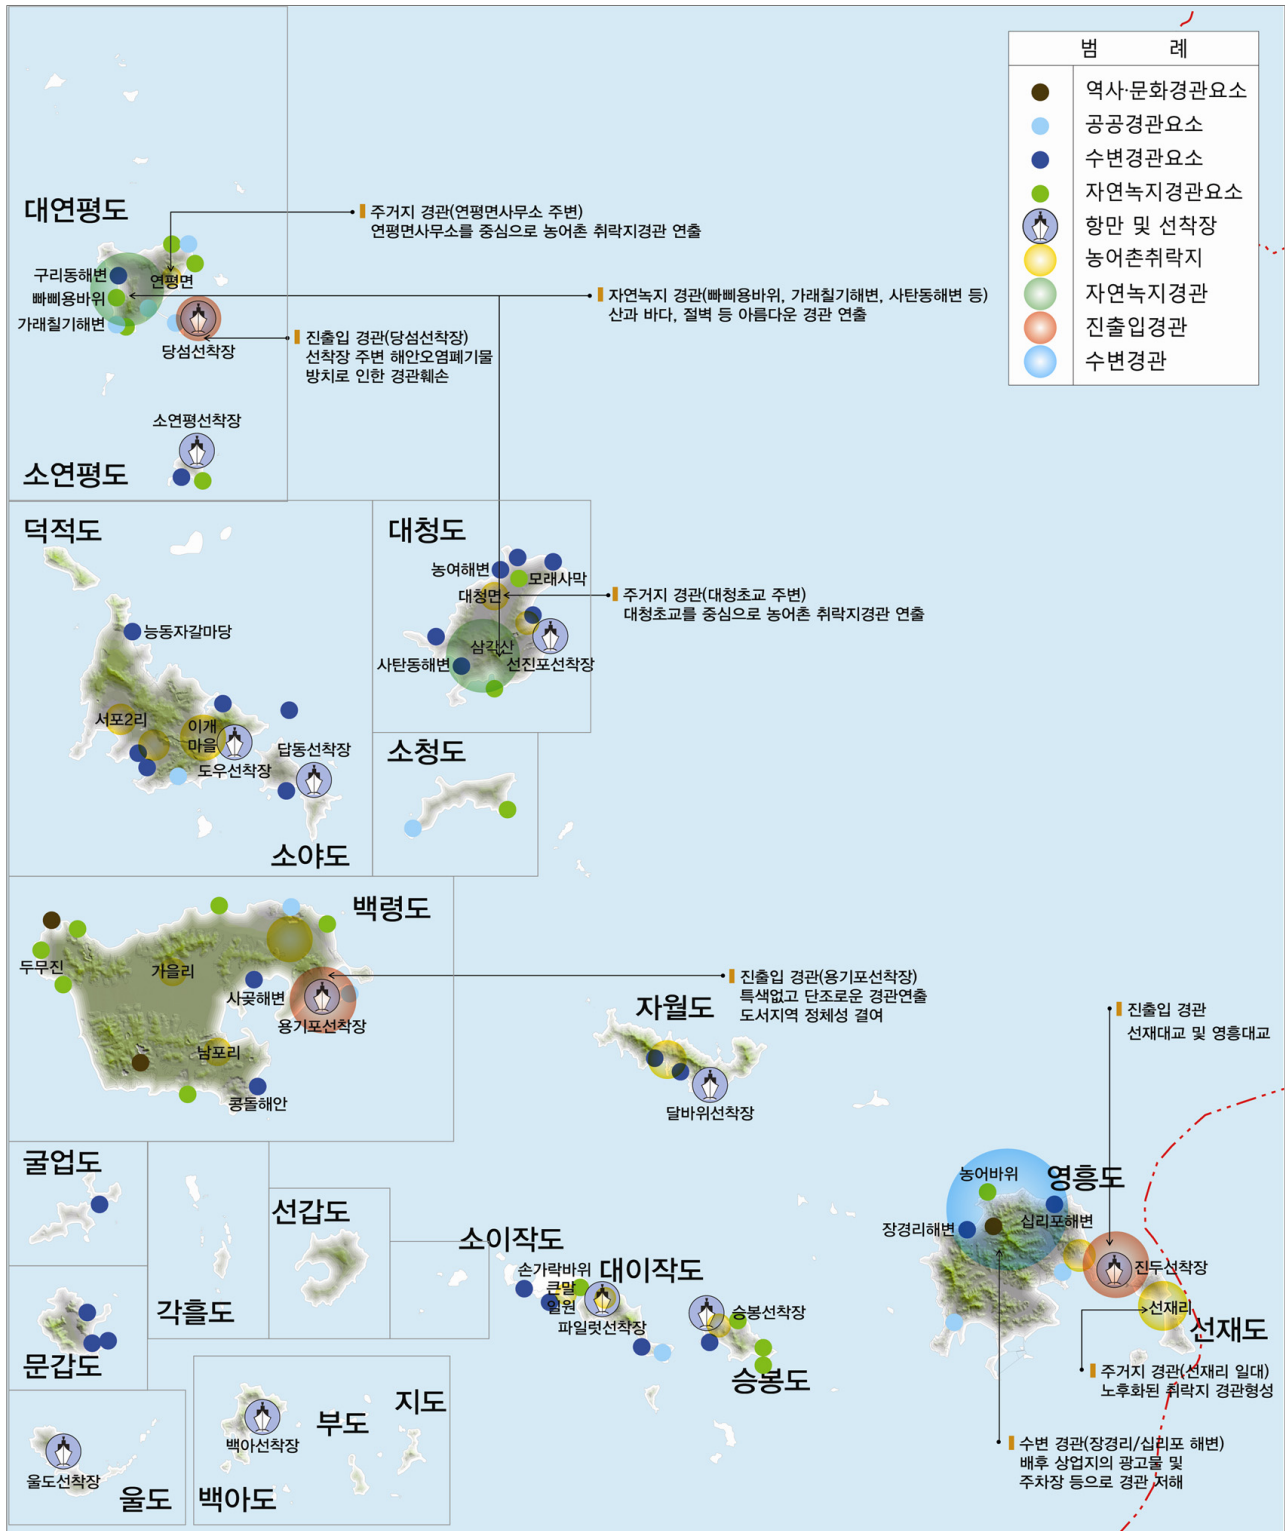 범 례
역사·문화경관요소
공공경관요소
수변경관요소
자연녹지경관요소
항만 및 선착장
농어촌취락지
자연녹지경관
진출입경관
수변경관
대연평도
구리동해변
연평면
빠삐용바위
가래칠기해변
당섬선착장
주거지 경관(연평면사무소 주변)
연평면사무소를 중심으로 농어촌 취락지경관 연출
자연녹지 경관(빠삐용바위, 가래칠기해변, 사탄동해변 등)
산과 바다, 절벽 등 아름다운 경관 연출
진출입 경관(당섬선착장)
선착장 주변 해안오염폐기물
방치로 인한 경관훼손
소연평선착장
소연평도
덕적도
능동자갈마당
서포2리
이개
마을
도우선착장
답동선착장
소야도
대청도
농여해변
모래사막
대청면
삼각산
사탄동해변
선진포선착장
주거지 경관(대청초교 주변)
대청초교를 중심으로 농어촌 취락지경관 연출
소청도
백령도
두무진
가을리
사곶해변
용기포선착장
남포리
콩돌해안
진출입 경관(용기포선착장)
특색없고 단조로운 경관연출
도서지역 정체성 결여
자월도
달바위선착장
진출입 경관
선재대교 및 영흥대교
굴업도
각흘도
선갑도
문갑도
소이작도
손가락바위
큰말
일원
대이작도
파일럿선착장
승봉선착장
승봉도
영흥도
농어바위
장경리해변
십리포해변
진두선착장
선재리
선재도
주거지 경관(선재리 일대)
노후화된 취락지 경관형성
수변 경관(장경리/십리포 해변)
배후 상업지의 광고물 및
주차장 등으로 경관 저해
울도선착장
울도
백아선착장
백아도
부도
지도